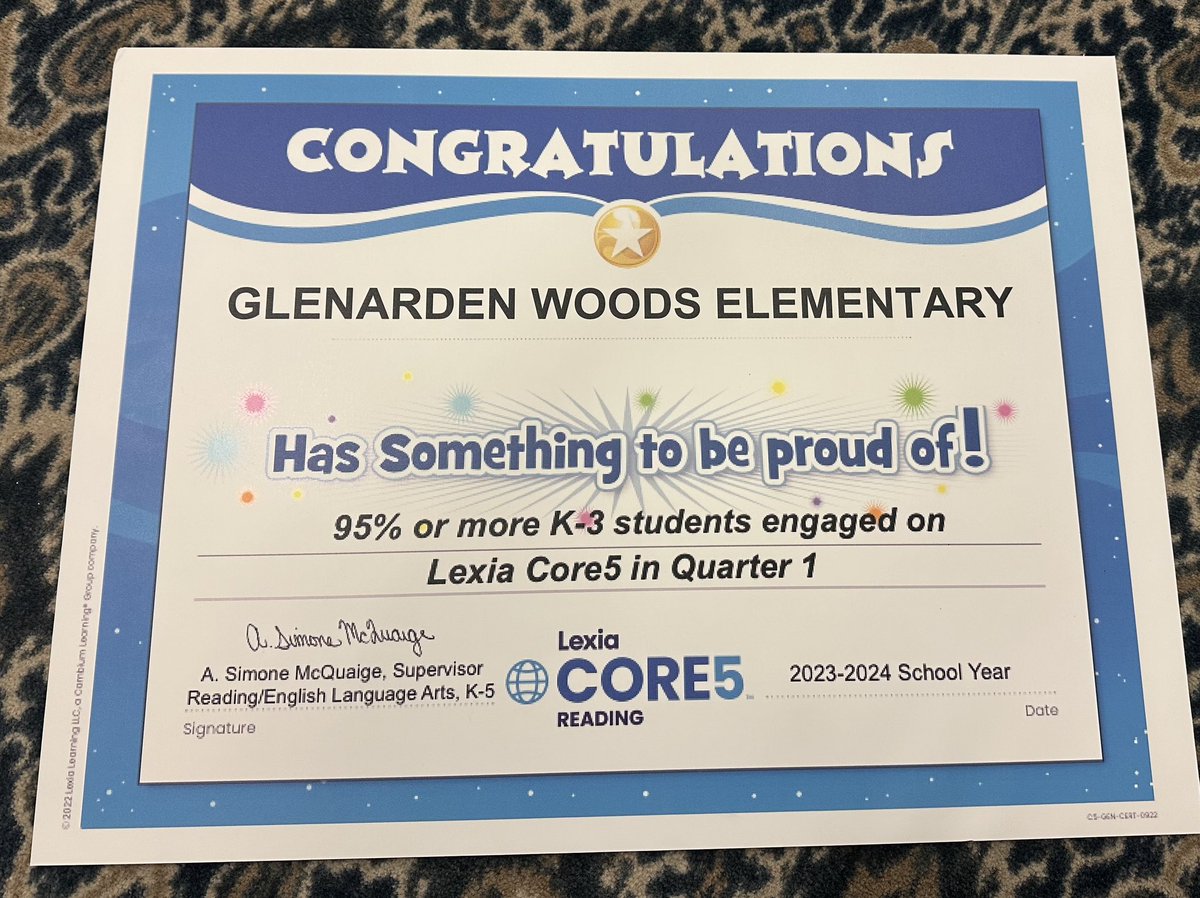 CONGRATULATIONS
GLENARDEN WOODS ELEMENTARY
Has Something to be proud of!
95% or more K-3 students engaged on
Lexia Core5 in Quarter 1
A. Simone McQuaige
A. Simone McQuaige, Supervisor
Reading/English Language Arts, K-5
Signature
Lexia
CORE5
READING
2023-2024 School Year
Date
© 2022 Lexia Learning LLC, a Cambium Learning® Group company.
C5-GEN-CERT-0922